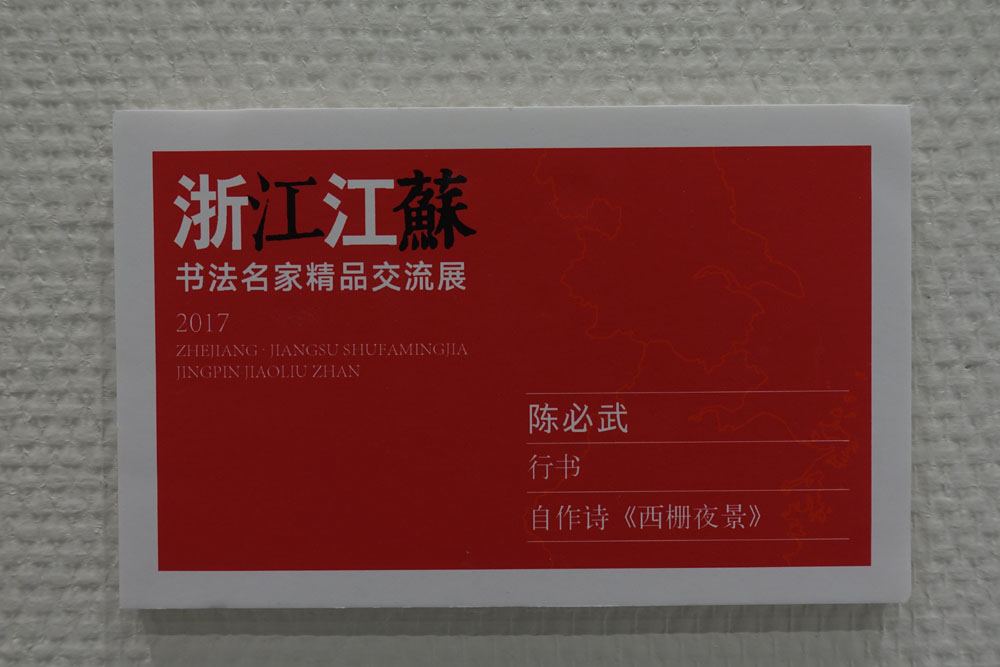 浙江江蘇
书法名家精品交流展
2017
ZHEJIANG · JIANGSU SHUFAMINGJIA
JINGPIN JIAOLIU ZHAN
陈必武
行书
自作诗《西栅夜景》